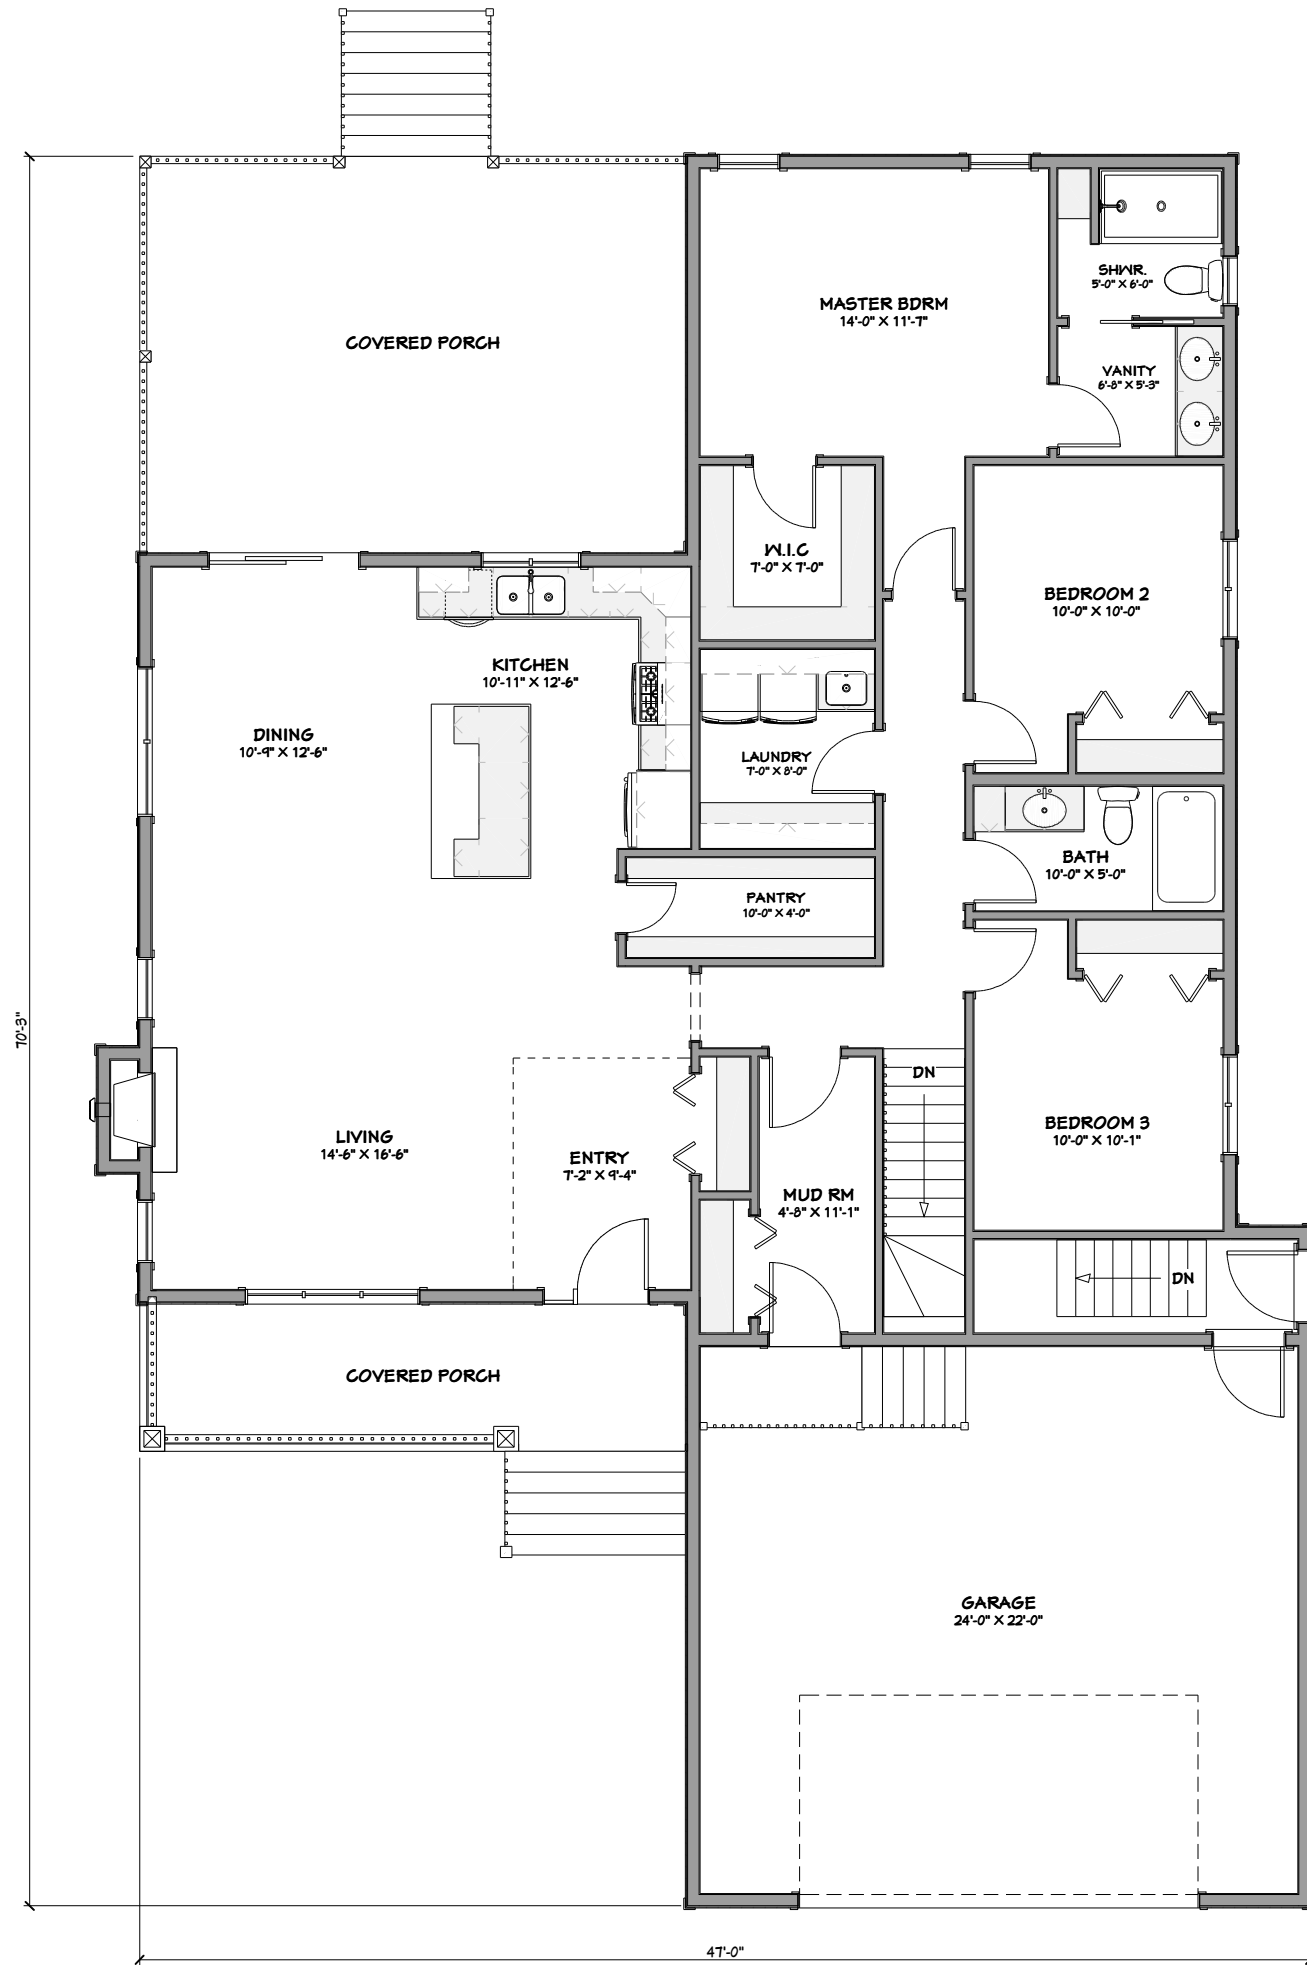 COVERED PORCH
MASTER BDRM
14'-0" X 11'-7"
SHWR.
5'-0" X 6'-0"
VANITY
6'-8" X 5'-3"
W.I.C
7'-0" X 7'-0"
BEDROOM 2
10'-0" X 10'-0"
KITCHEN
10'-11" X 12'-6"
DINING
10'-9" X 12'-6"
LAUNDRY
7'-0" X 8'-0"
BATH
10'-0" X 5'-0"
PANTRY
10'-0" X 4'-0"
70'-3"
DN
LIVING
14'-6" X 16'-6"
ENTRY
7'-2" X 9'-4"
MUD RM
4'-8" X 11'-1"
BEDROOM 3
10'-0" X 10'-1"
DN
COVERED PORCH
GARAGE
24'-0" X 22'-0"
47'-0"